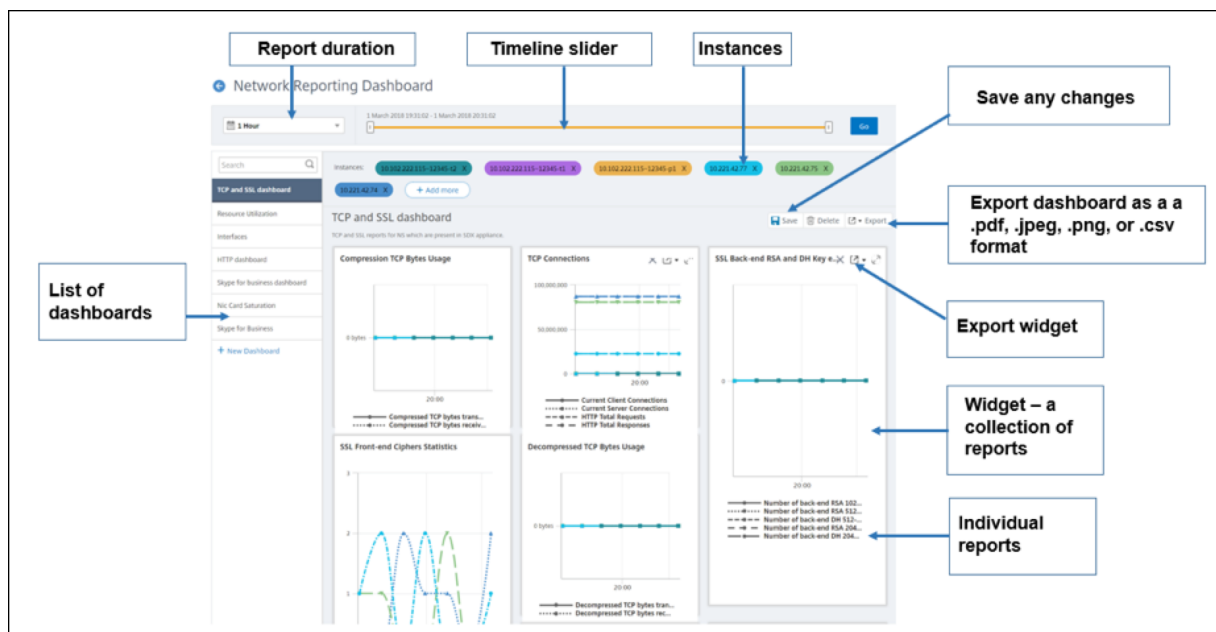 Report duration
Timeline slider
Instances
Save any changes
Network Reporting Dashboard
1 Hour
1 March 2018 19:31:02 - 1 March 2018 20:31:02
Go
Search
Instances:
10.102.222.115--12345-t2 X
10.102.222.115--12345-t1 X
10.102.222.115--12345-p1 X
10.221.42.77 X
10.221.42.75 X
10.221.42.74 X
+ Add more
TCP and SSL dashboard
Resource Utilization
Interfaces
HTTP dashboard
Skype for business dashboard
Nic Card Saturation
Skype for Business
+ New Dashboard
List of
dashboards
TCP and SSL dashboard
Save
Delete
Export
TCP and SSL reports for NS which are present in SDX appliance.
Export dashboard as a a
.pdf, .jpeg, .png, or .csv
format
Compression TCP Bytes Usage
0 bytes
20:00
Compressed TCP bytes trans...
Compressed TCP bytes receiv...
TCP Connections
100,000,000
50,000,000
0
20:00
Current Client Connections
Current Server Connections
HTTP Total Requests
HTTP Total Responses
SSL Back-end RSA and DH Key e...
0
20:00
Number of back-end RSA 102...
Number of back-end RSA 512...
Number of back-end DH 512-...
Number of back-end RSA 204...
Number of back-end DH 204...
Export widget
Widget – a
collection of
reports
Individual
reports
SSL Front-end Ciphers Statistics
3
2
1
Decompressed TCP Bytes Usage
0 bytes
20:00
Decompressed TCP bytes tran...
Decompressed TCP bytes rec...